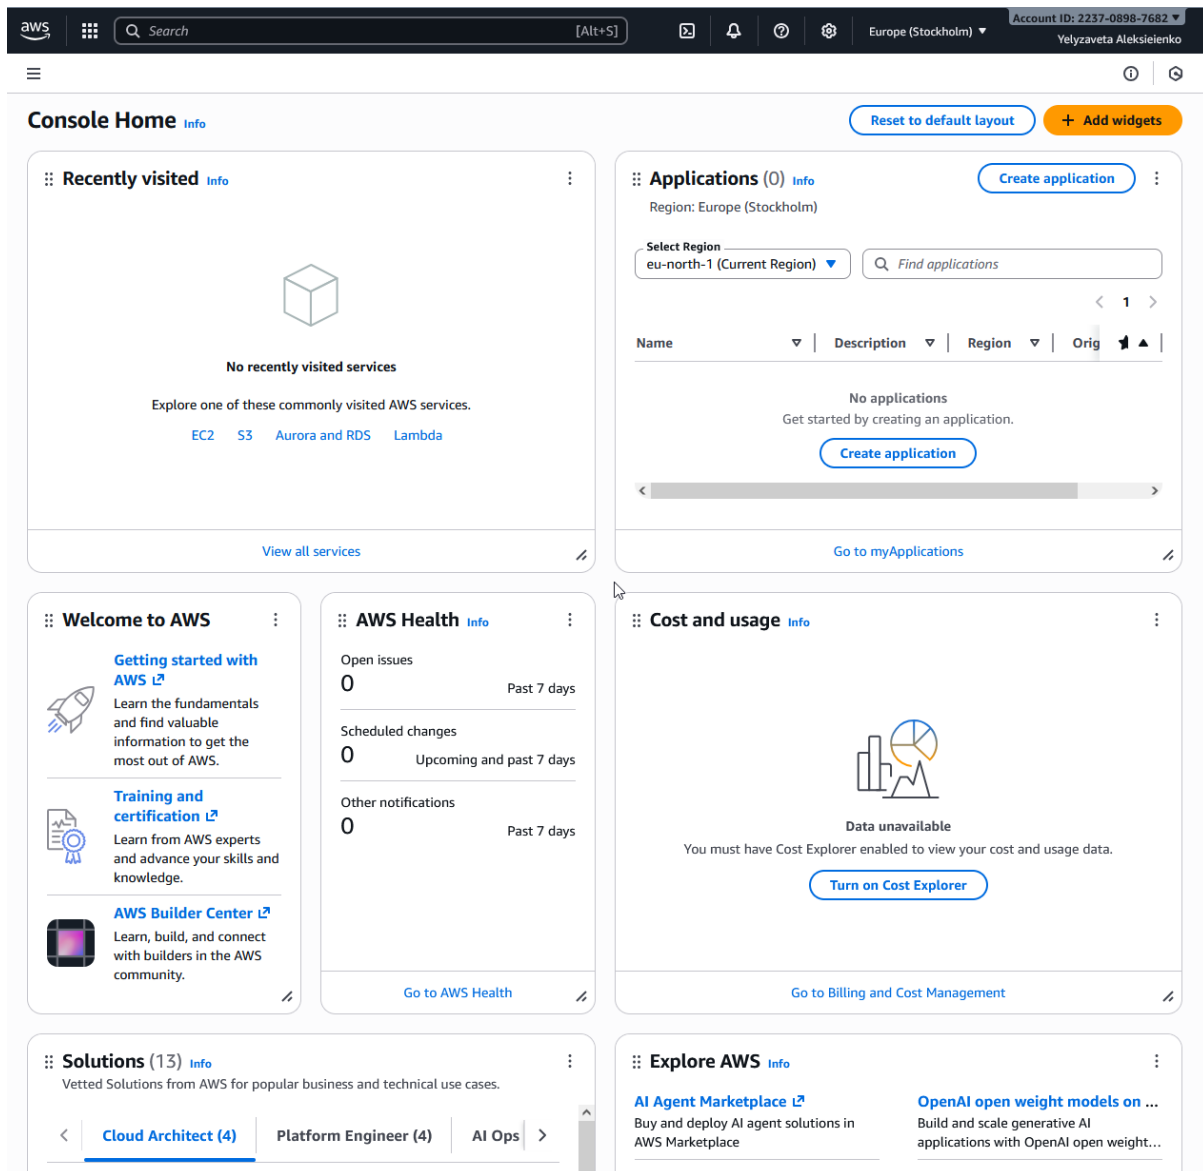 aws
Search
[Alt+S]
Europe (Stockholm)
Account ID: 2237-0898-7682
Yelyzaveta Aleksieienko
Console Home Info
Reset to default layout
+ Add widgets
Recently visited Info
No recently visited services
Explore one of these commonly visited AWS services.
EC2 S3 Aurora and RDS Lambda
View all services
Applications (0) Info
Create application
Region: Europe (Stockholm)
Select Region
eu-north-1 (Current Region)
Find applications
1
Name Description Region Orig
No applications
Get started by creating an application.
Create application
Go to myApplications
Welcome to AWS
Getting started with
AWS
Learn the fundamentals
and find valuable
information to get the
most out of AWS.
Training and
certification
Learn from AWS experts
and advance your skills and
knowledge.
AWS Builder Center
Learn, build, and connect
with builders in the AWS
community.
AWS Health Info
Open issues
0 Past 7 days
Scheduled changes
0 Upcoming and past 7 days
Other notifications
0 Past 7 days
Go to AWS Health
Cost and usage Info
Data unavailable
You must have Cost Explorer enabled to view your cost and usage data.
Turn on Cost Explorer
Go to Billing and Cost Management
Solutions (13) Info
Vetted Solutions from AWS for popular business and technical use cases.
Cloud Architect (4) Platform Engineer (4) AI Ops
Explore AWS Info
AI Agent Marketplace
Buy and deploy AI agent solutions in
AWS Marketplace
OpenAI open weight models on ...
Build and scale generative AI
applications with OpenAI open weight...